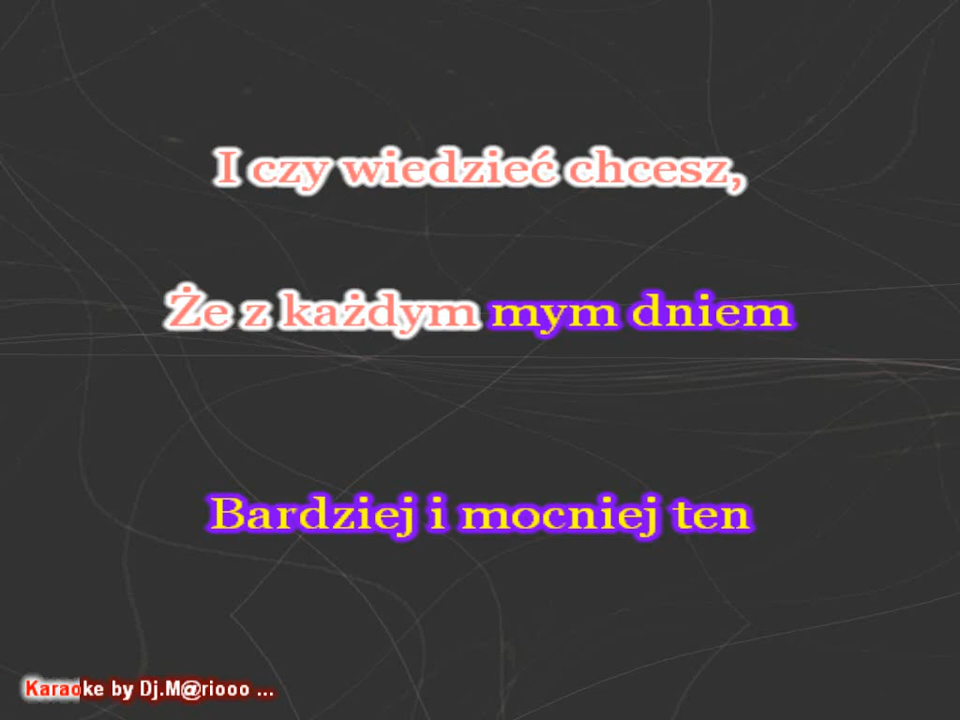 I czy wiedzieć chcesz,
Że z każdym mym dniem
Bardziej i mocniej ten
Karaoke by Dj.M@riooo ...